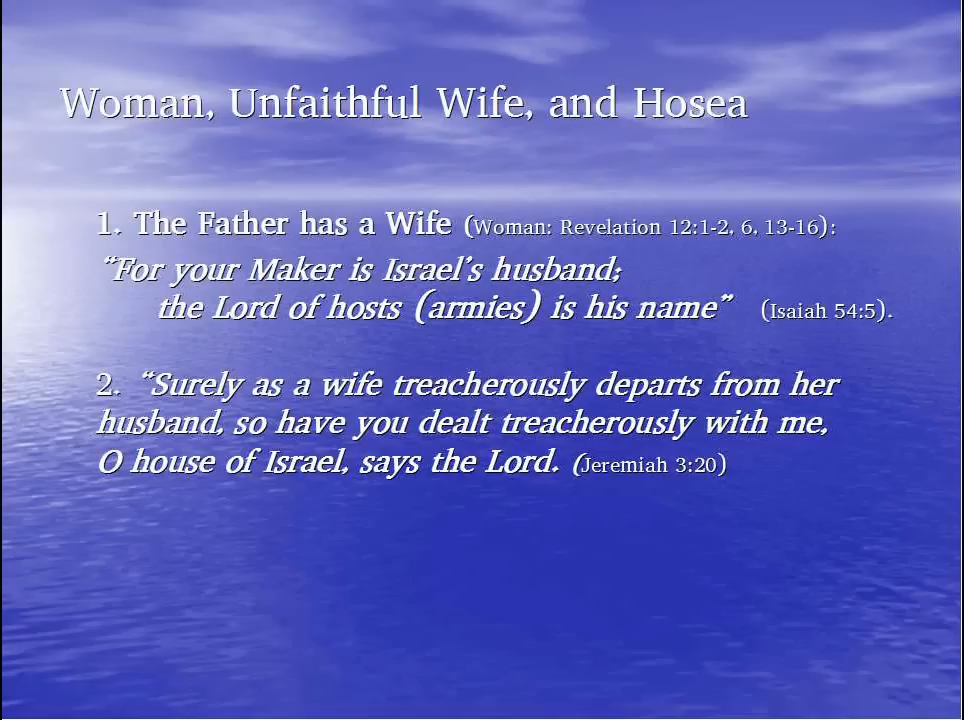 Woman, Unfaithful Wife, and Hosea
1. The Father has a Wife (Woman: Revelation 12:1-2, 6, 13-16):
“For your Maker is Israel’s husband;
the Lord of hosts (armies) is his name” (Isaiah 54:5).
2. “Surely as a wife treacherously departs from her
husband, so have you dealt treacherously with me,
O house of Israel, says the Lord. (Jeremiah 3:20)